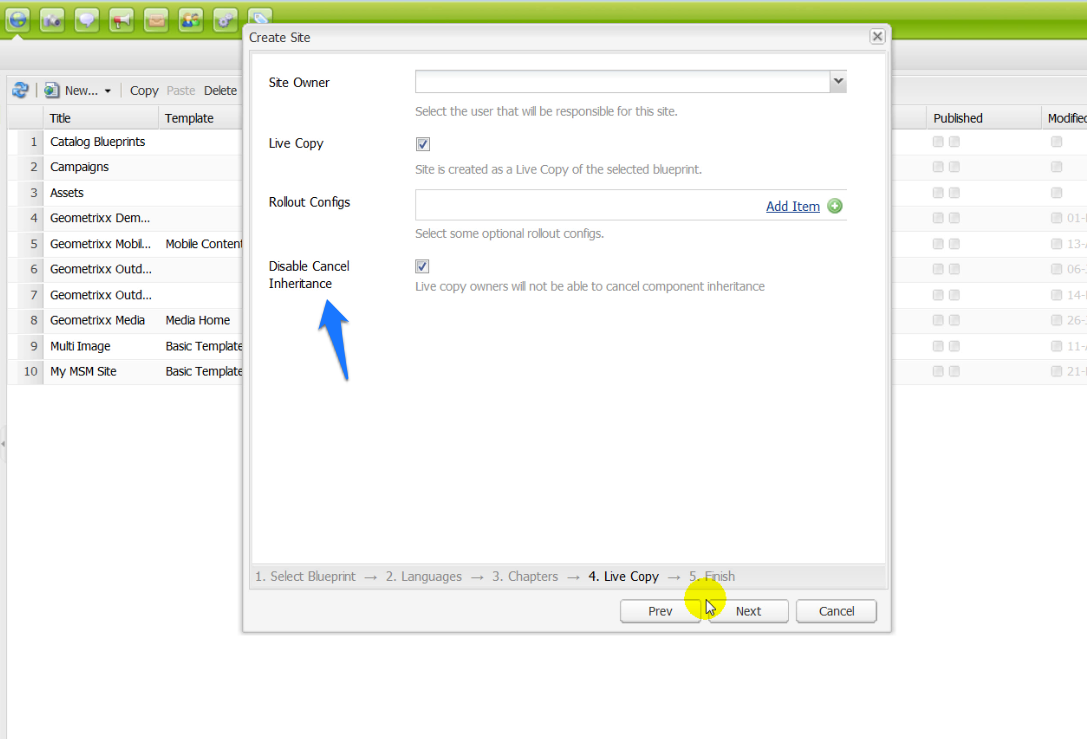 Create Site
New...
Copy
Paste
Delete
Title
Template
Published
1 Catalog Blueprints
2 Campaigns
3 Assets
4 Geometrixx Dem...
5 Geometrixx Mobil... Mobile Content
6 Geometrixx Outd...
7 Geometrixx Outd...
8 Geometrixx Media Media Home
9 Multi Image Basic Template
10 My MSM Site Basic Template
Site Owner
Select the user that will be responsible for this site.
Live Copy
Site is created as a Live Copy of the selected blueprint.
Rollout Configs
Add Item
Select some optional rollout configs.
Disable Cancel
Inheritance
Live copy owners will not be able to cancel component inheritance
1. Select Blueprint → 2. Languages → 3. Chapters → 4. Live Copy → 5. Finish
Prev
Next
Cancel
Modified
01-
13-
06-
14-
26-
11-
21-